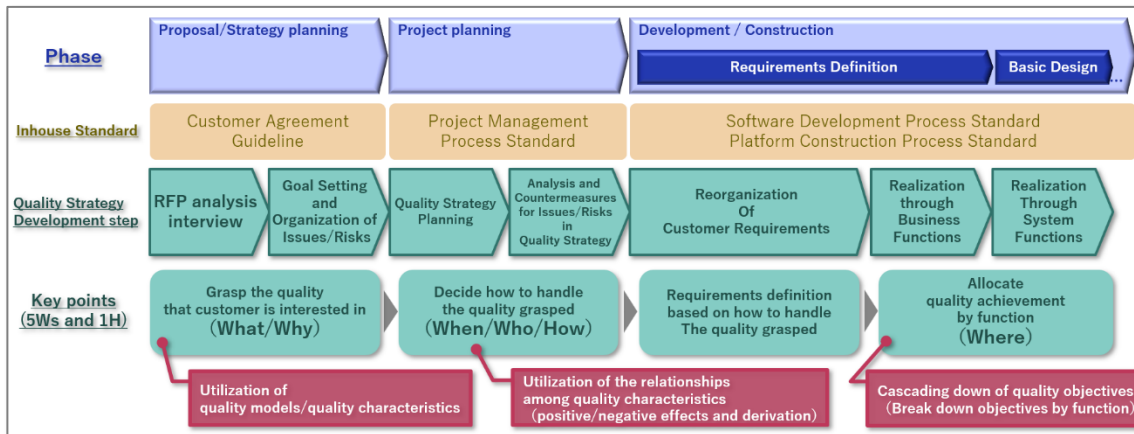 Phase
Proposal/Strategy planning
Project planning
Development / Construction
Requirements Definition
Basic Design
...
Inhouse Standard
Customer Agreement
Guideline
Project Management
Process Standard
Software Development Process Standard
Platform Construction Process Standard
Quality Strategy
Development step
RFP analysis
interview
Goal Setting
and
Organization of
Issues/Risks
Quality Strategy
Planning
Analysis and
Countermeasures
for Issues/Risks
in
Quality Strategy
Reorganization
Of
Customer Requirements
Realization
through
Business
Functions
Realization
Through
System
Functions
Key points
(5Ws and 1H)
Grasp the quality
that customer is interested in
(What/Why)
Decide how to handle
the quality grasped
(When/Who/How)
Requirements definition
based on how to handle
The quality grasped
Allocate
quality achievement
by function
(Where)
Utilization of
quality models/quality characteristics
Utilization of the relationships
among quality characteristics
(positive/negative effects and derivation)
Cascading down of quality objectives
(Break down objectives by function)